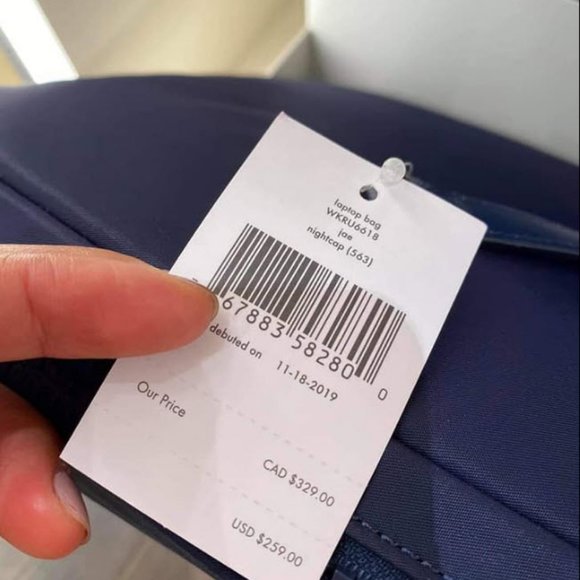 laptop bag
WKRU6618
jae
nightcap (563)
67883 58280 0
debuted on 11-18-2019
Our Price
CAD $329.00
USD $259.00